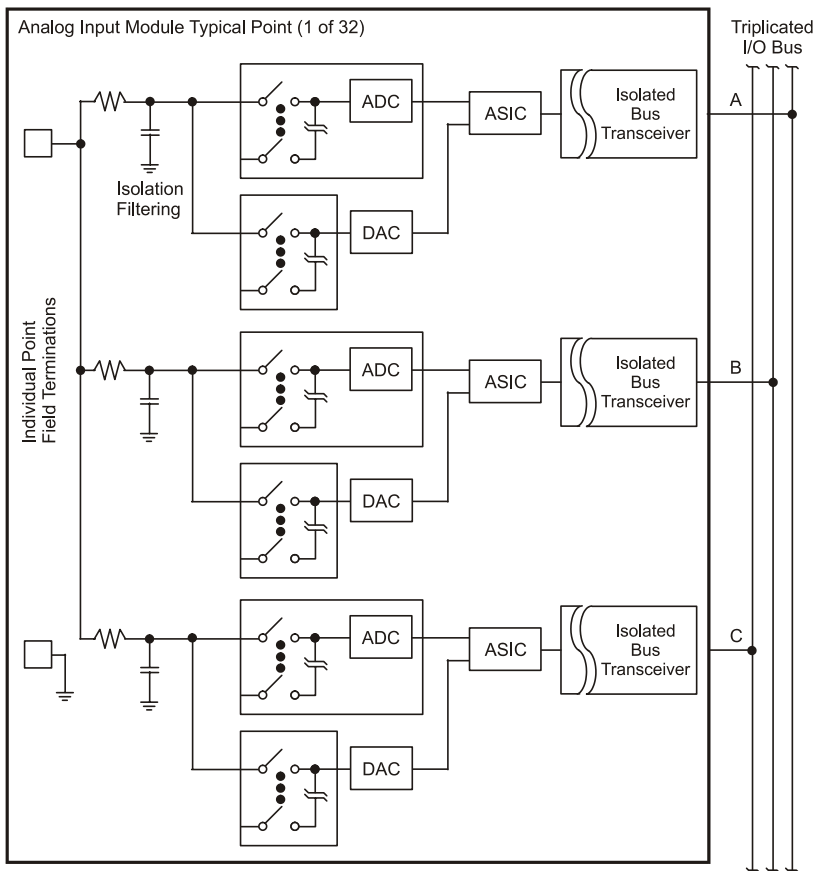 Analog Input Module Typical Point (1 of 32)
Triplicated
I/O Bus
ADC
ASIC
Isolated
Bus
Transceiver
A
Isolation
Filtering
DAC
Individual Point
Field Terminations
ADC
ASIC
Isolated
Bus
Transceiver
B
DAC
ADC
ASIC
Isolated
Bus
Transceiver
C
DAC